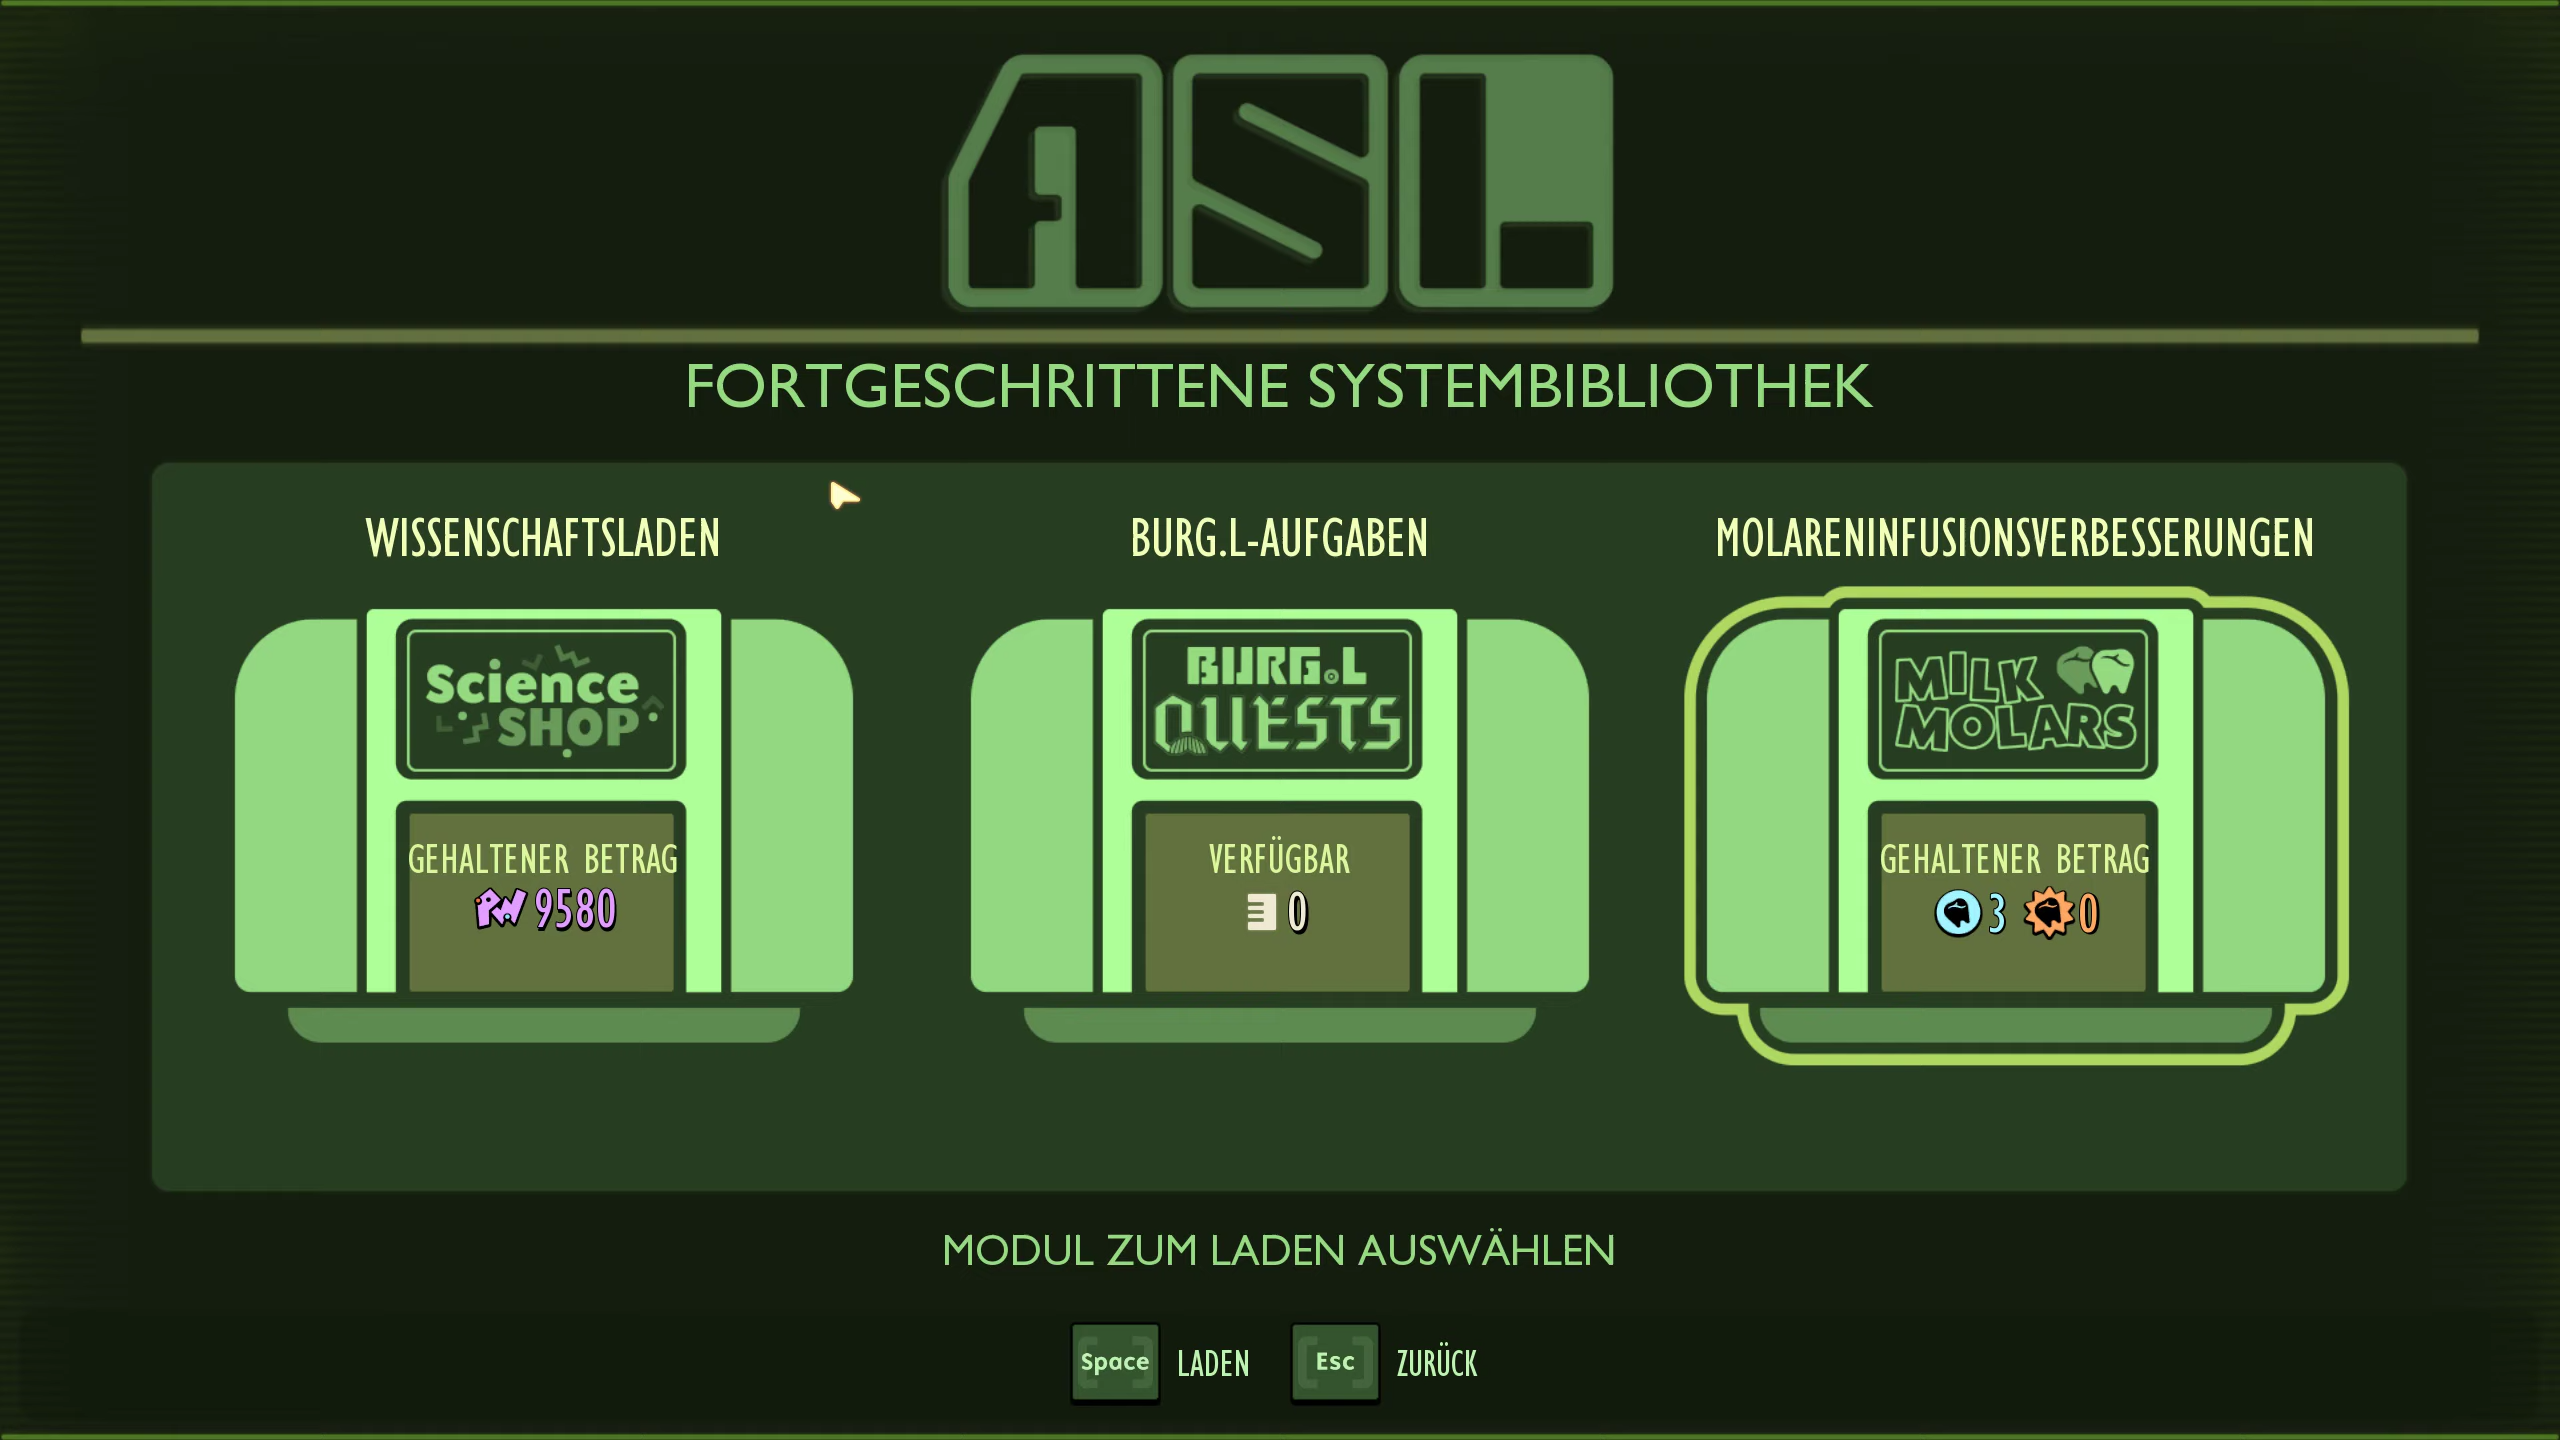 ASL
FORTGESCHRITTENE SYSTEMBIBLIOTHEK
WISSENSCHAFTSLADEN
Science
SHOP
GEHALTENER BETRAG
9580
BURG.L-AUFGABEN
BURG.L
QUESTS
VERFÜGBAR
0
MOLARENINFUSIONSVERBESSERUNGEN
MILK
MOLARS
GEHALTENER BETRAG
3 0
MODUL ZUM LADEN AUSWÄHLEN
Space LADEN Esc ZURÜCK